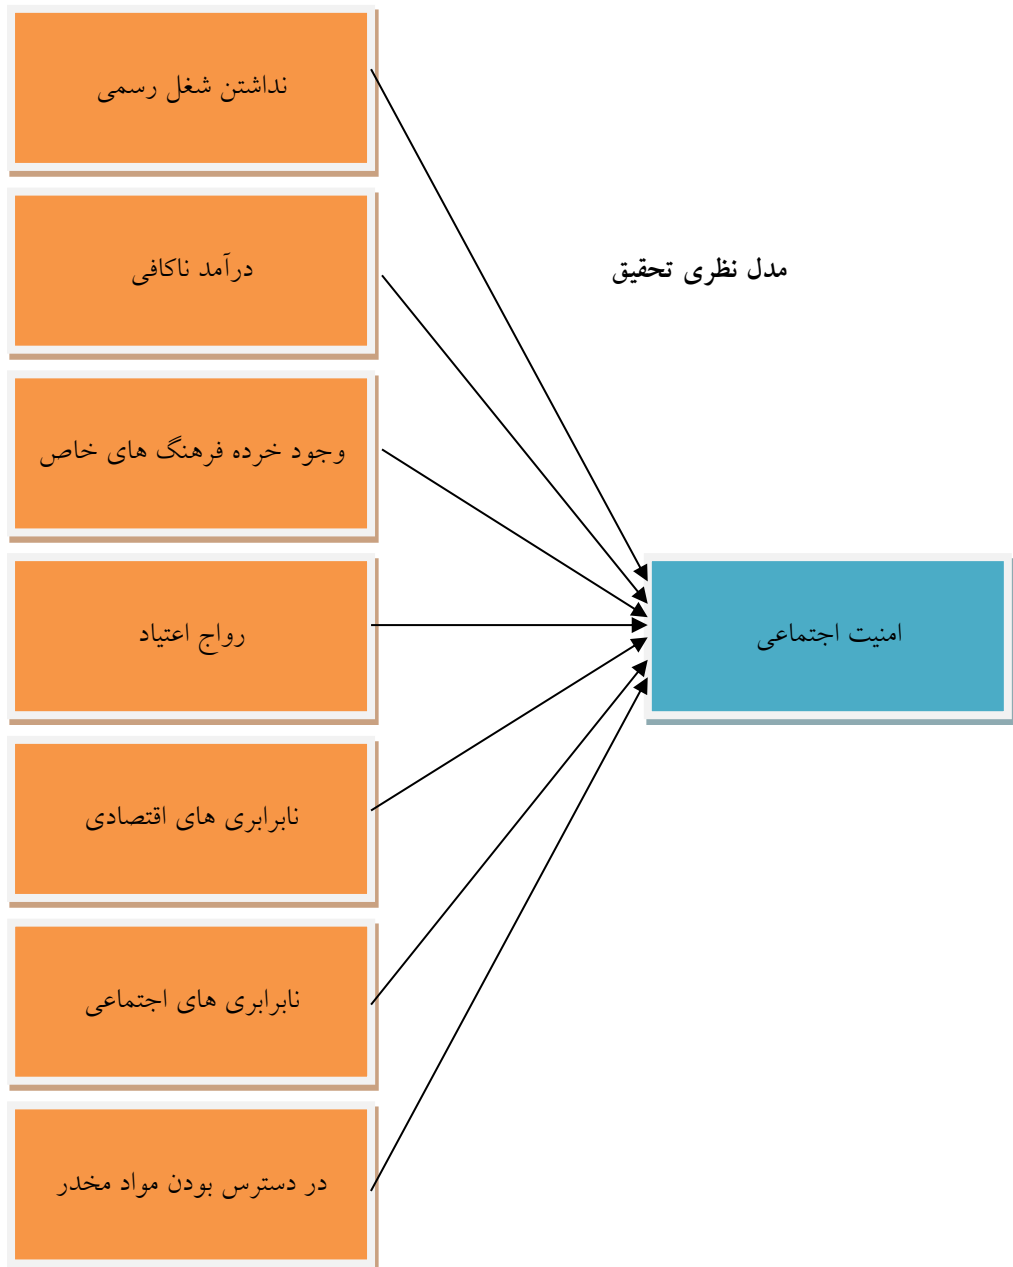 نداشتن شغل رسمی
درآمد ناکافی
مدل نظری تحقیق
وجود خرده فرهنگ های خاص
رواج اعتیاد
امنیت اجتماعی
نابرابری های اقتصادی
نابرابری های اجتماعی
در دسترس بودن مواد مخدر